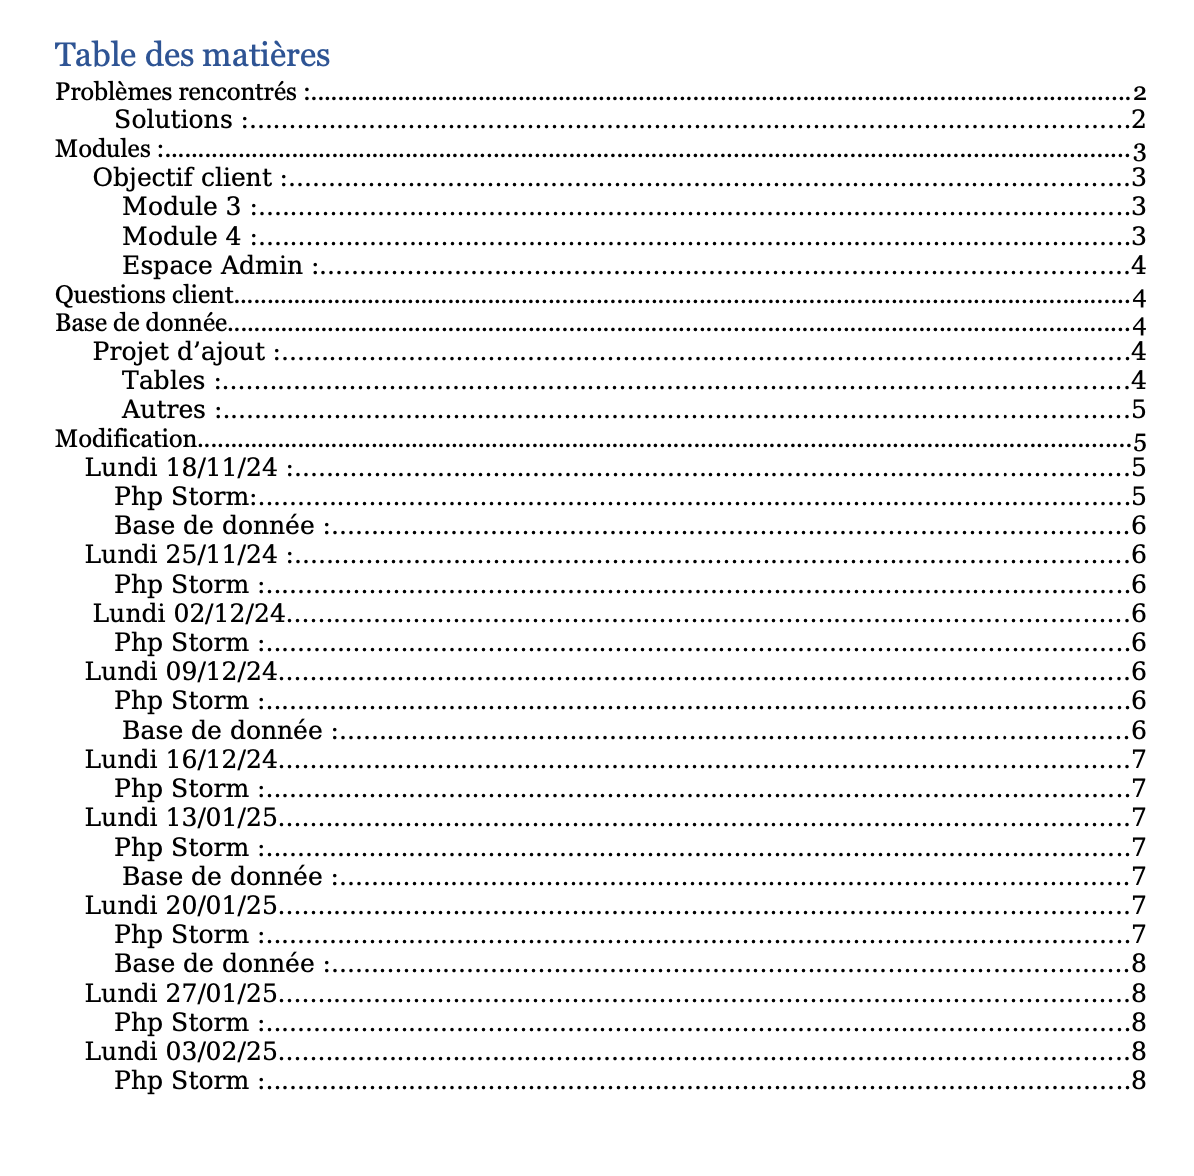 Table des matières
Problèmes rencontrés :...............................................................................................................2
Solutions :...............................................................................................................2
Modules :...............................................................................................................3
Objectif client :...............................................................................................................3
Module 3 :...............................................................................................................3
Module 4 :...............................................................................................................3
Espace Admin :...............................................................................................................4
Questions client...............................................................................................................4
Base de donnée...............................................................................................................4
Projet d’ajout :...............................................................................................................4
Tables :...............................................................................................................4
Autres :...............................................................................................................5
Modification...............................................................................................................5
Lundi 18/11/24 :...............................................................................................................5
Php Storm:...............................................................................................................5
Base de donnée :...............................................................................................................6
Lundi 25/11/24 :...............................................................................................................6
Php Storm :...............................................................................................................6
Lundi 02/12/24...............................................................................................................6
Php Storm :...............................................................................................................6
Lundi 09/12/24...............................................................................................................6
Php Storm :...............................................................................................................6
Base de donnée :...............................................................................................................6
Lundi 16/12/24...............................................................................................................7
Php Storm :...............................................................................................................7
Lundi 13/01/25...............................................................................................................7
Php Storm :...............................................................................................................7
Base de donnée :...............................................................................................................7
Lundi 20/01/25...............................................................................................................7
Php Storm :...............................................................................................................7
Base de donnée :...............................................................................................................8
Lundi 27/01/25...............................................................................................................8
Php Storm :...............................................................................................................8
Lundi 03/02/25...............................................................................................................8
Php Storm :...............................................................................................................8